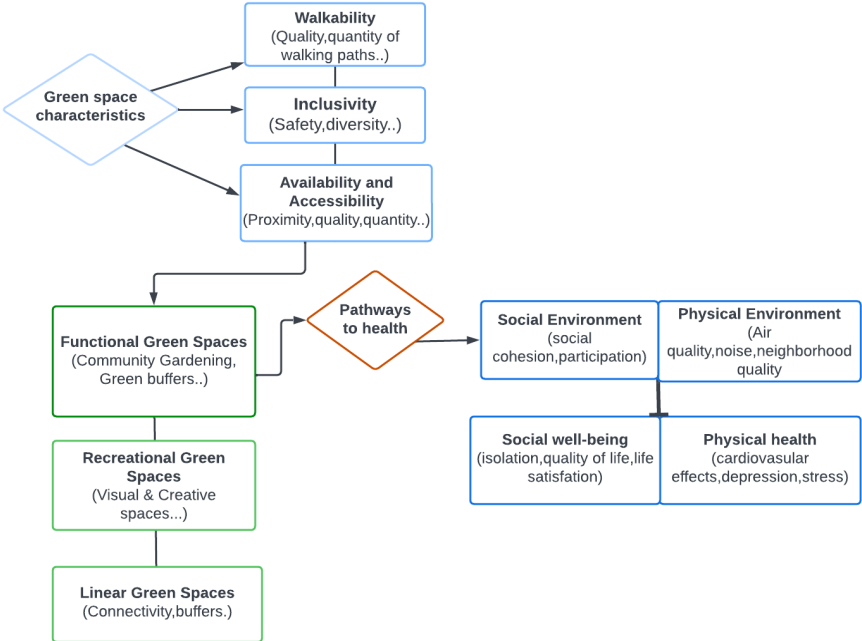 Walkability
(Quality,quantity of
walking paths..)
Green space
characteristics
Inclusivity
(Safety,diversity..)
Availability and
Accessibility
(Proximity,quality,quantity..)
Functional Green Spaces
(Community Gardening,
Green buffers..)
Pathways
to health
Social Environment
(social
cohesion,participation)
Physical Environment
(Air
quality,noise,neighborhood
quality
Recreational Green
Spaces
(Visual & Creative
spaces...)
Social well-being
(isolation,quality of life,life
satisfation)
Physical health
(cardiovasular
effects,depression,stress)
Linear Green Spaces
(Connectivity,buffers.)